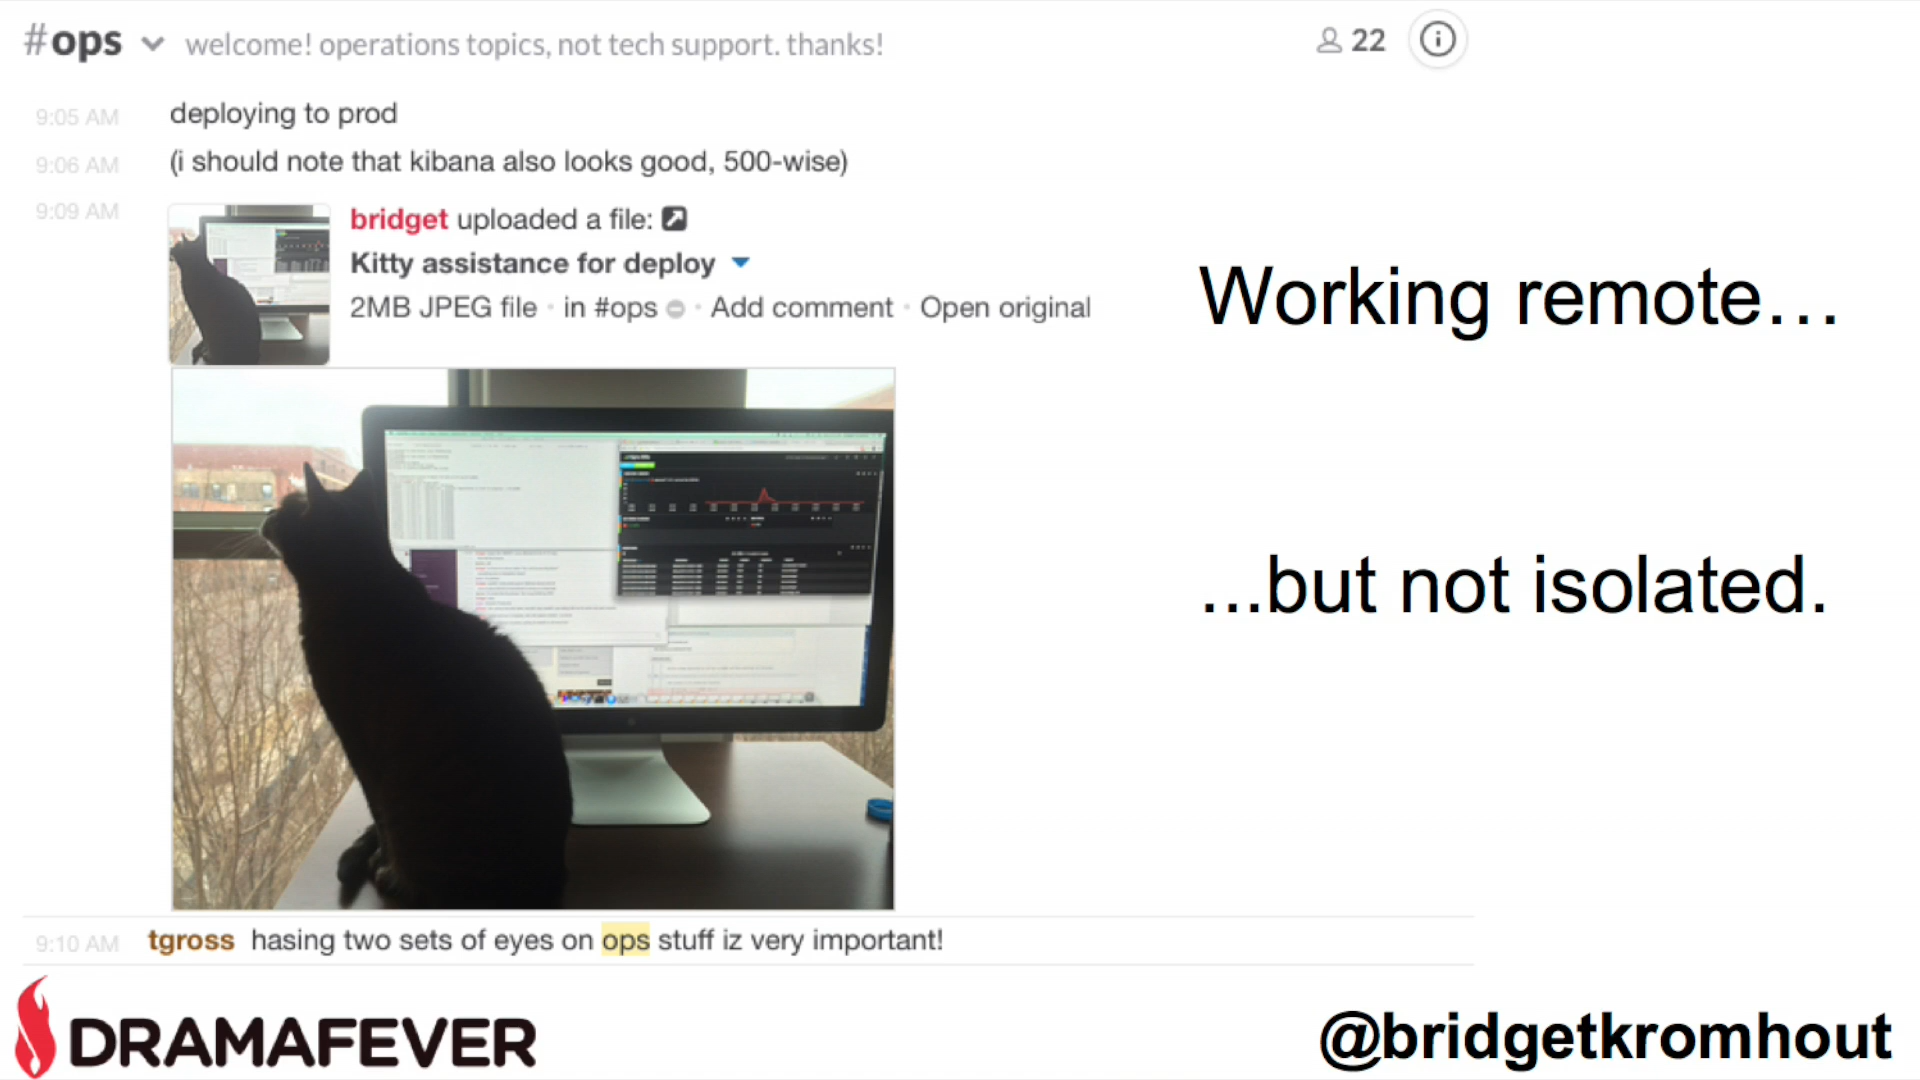 #ops welcome! operations topics, not tech support. thanks! 22
9:05 AM deploying to prod
9:06 AM (i should note that kibana also looks good, 500-wise)
9:09 AM bridget uploaded a file:
Kitty assistance for deploy
2MB JPEG file · in #ops · Add comment · Open original
Working remote…
…but not isolated.
9:10 AM tgross hasing two sets of eyes on ops stuff iz very important!
DRAMAFEVER
@bridgetkromhout